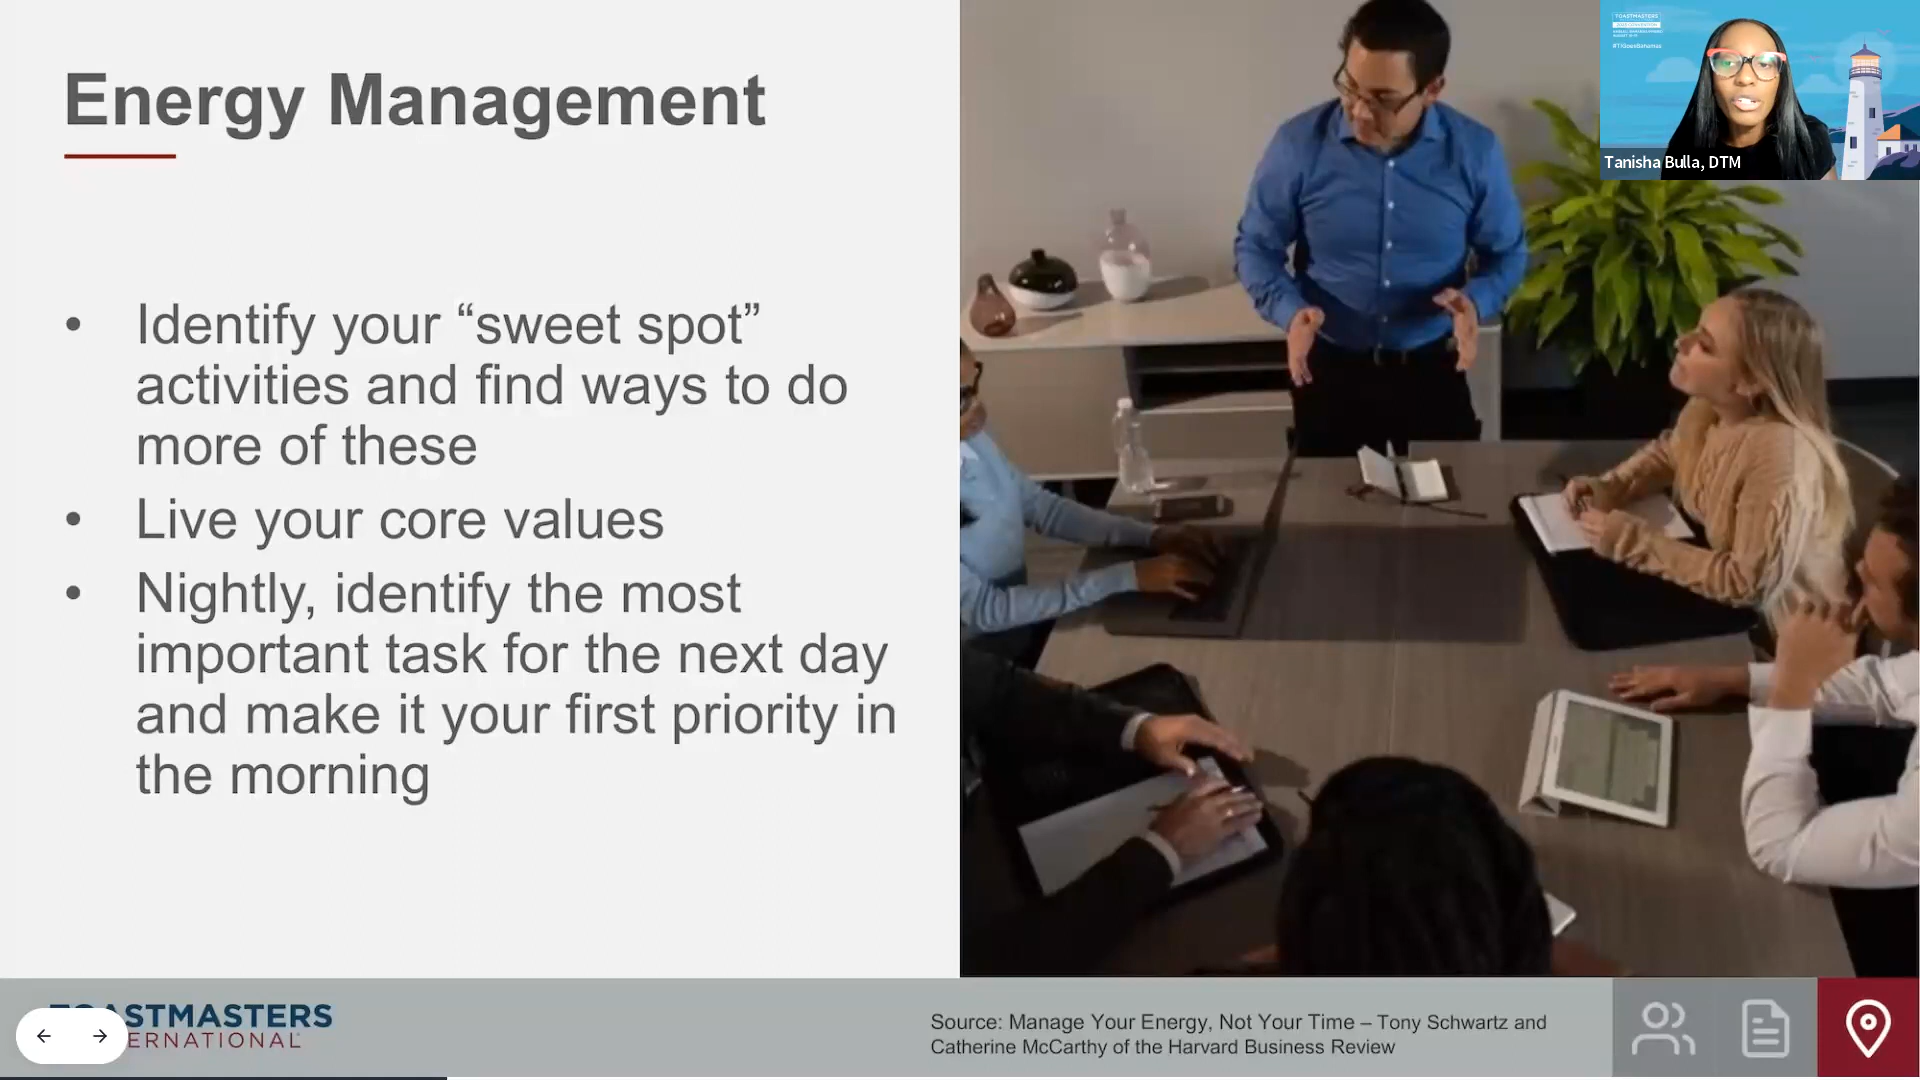 Energy Management
• Identify your “sweet spot”
activities and find ways to do
more of these
• Live your core values
• Nightly, identify the most
important task for the next day
and make it your first priority in
the morning
TOASTMASTERS
#TIGoesBahamas
Tanisha Bulla, DTM
ASTMASTERS
ERNATIONAL
Source: Manage Your Energy, Not Your Time – Tony Schwartz and
Catherine McCarthy of the Harvard Business Review